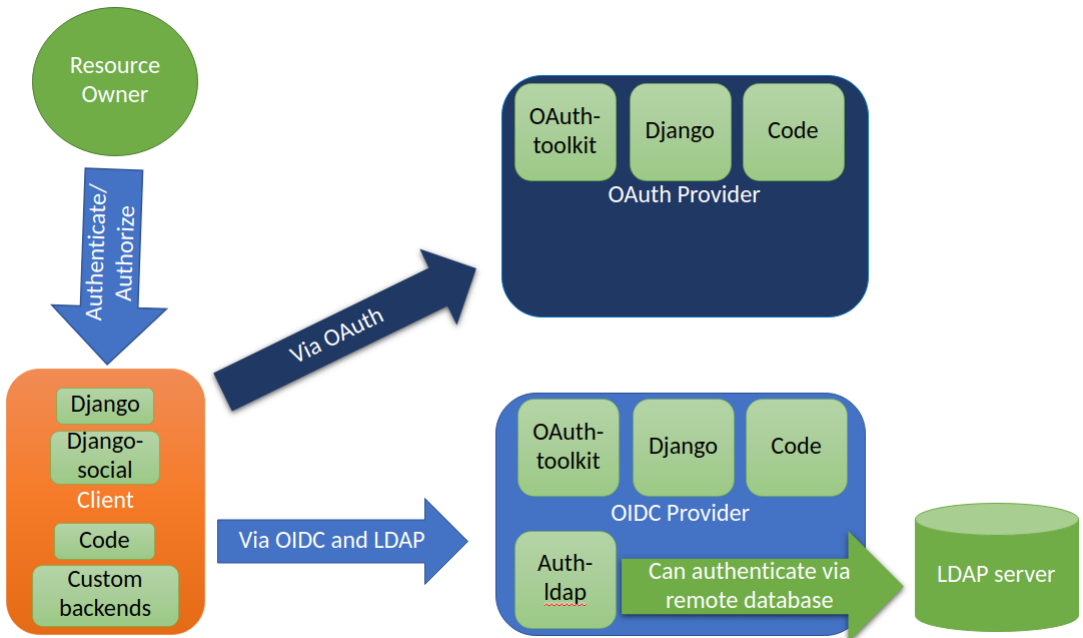 Resource
Owner
Authenticate/
Authorize
Django
Django-
social
Client
Code
Custom
backends
Via OAuth
Via OIDC and LDAP
OAuth-
toolkit
Django
Code
OAuth Provider
OAuth-
toolkit
Django
Code
OIDC Provider
Auth-
ldap
Can authenticate via
remote database
LDAP server